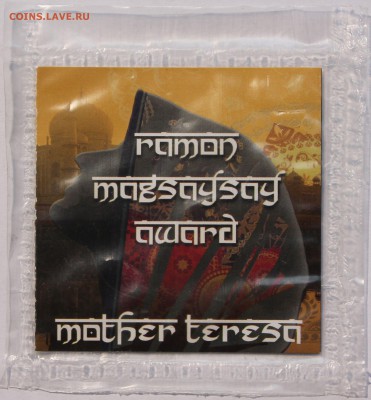 COINS.LAVE.RU
RAMON
MAGSAYSAY
AWARD
MOTHER TERESA